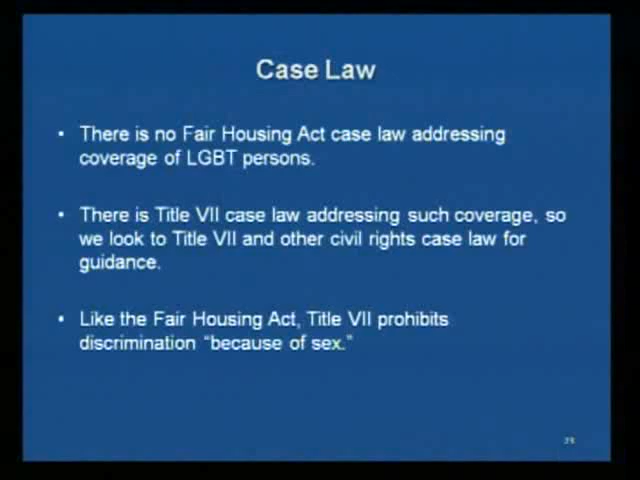 Case Law
• There is no Fair Housing Act case law addressing
coverage of LGBT persons.
• There is Title VII case law addressing such coverage, so
we look to Title VII and other civil rights case law for
guidance.
• Like the Fair Housing Act, Title VII prohibits
discrimination “because of sex.”